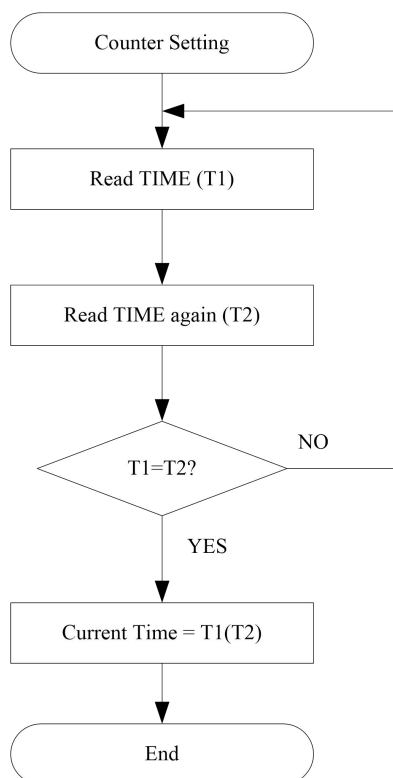 Counter Setting
Read TIME (T1)
Read TIME again (T2)
T1=T2?
NO
YES
Current Time = T1(T2)
End